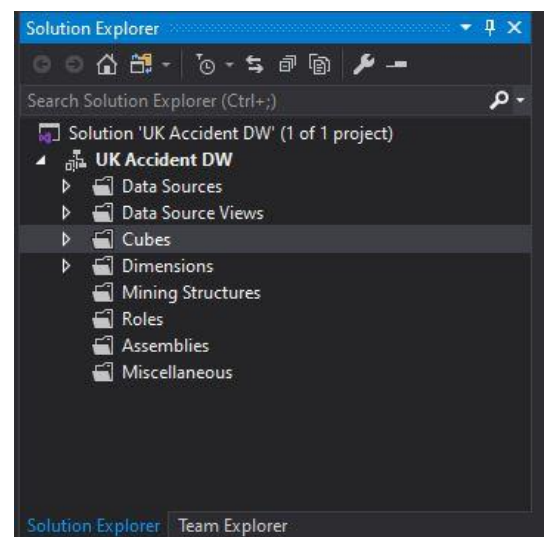 Solution Explorer
Search Solution Explorer (Ctrl+;)
Solution 'UK Accident DW' (1 of 1 project)
UK Accident DW
Data Sources
Data Source Views
Cubes
Dimensions
Mining Structures
Roles
Assemblies
Miscellaneous
Solution Explorer Team Explorer